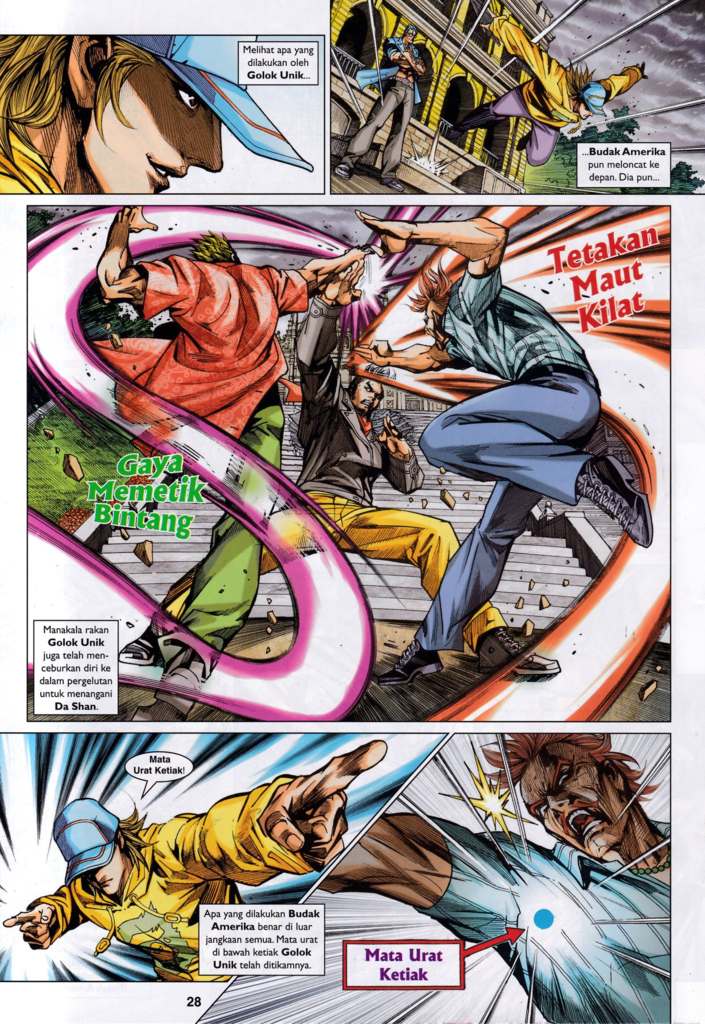 Melihat apa yang
dilakukan oleh
Golok Unik...
...Budak Amerika
pun meloncat ke
depan. Dia pun...
Tetakan
Maut
Kilat
Gaya
Memetik
Bintang
Manakala rakan
Golok Unik
juga telah men-
ceburkan diri ke
dalam pergelutan
untuk menangani
Da Shan.
Mata
Urat Ketiak!
Apa yang dilakukan Budak
Amerika benar di luar
jangkaan semua. Mata urat
di bawah ketiak Golok
Unik telah ditikamnya.
Mata Urat
Ketiak
28